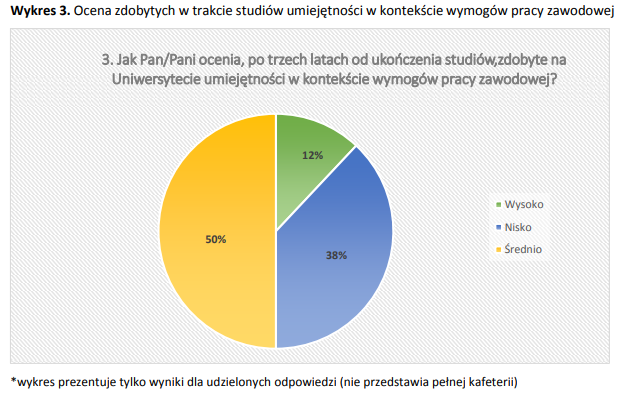 Wykres 3. Ocena zdobytych w trakcie studiów umiejętności w kontekście wymogów pracy zawodowej
3. Jak Pan/Pani ocenia, po trzech latach od ukończenia studiów,zdobyte na
Uniwersytecie umiejętności w kontekście wymogów pracy zawodowej?
12%
50%
38%
Wysoko
Nisko
Średnio
*wykres prezentuje tylko wyniki dla udzielonych odpowiedzi (nie przedstawia pełnej kafeterii)